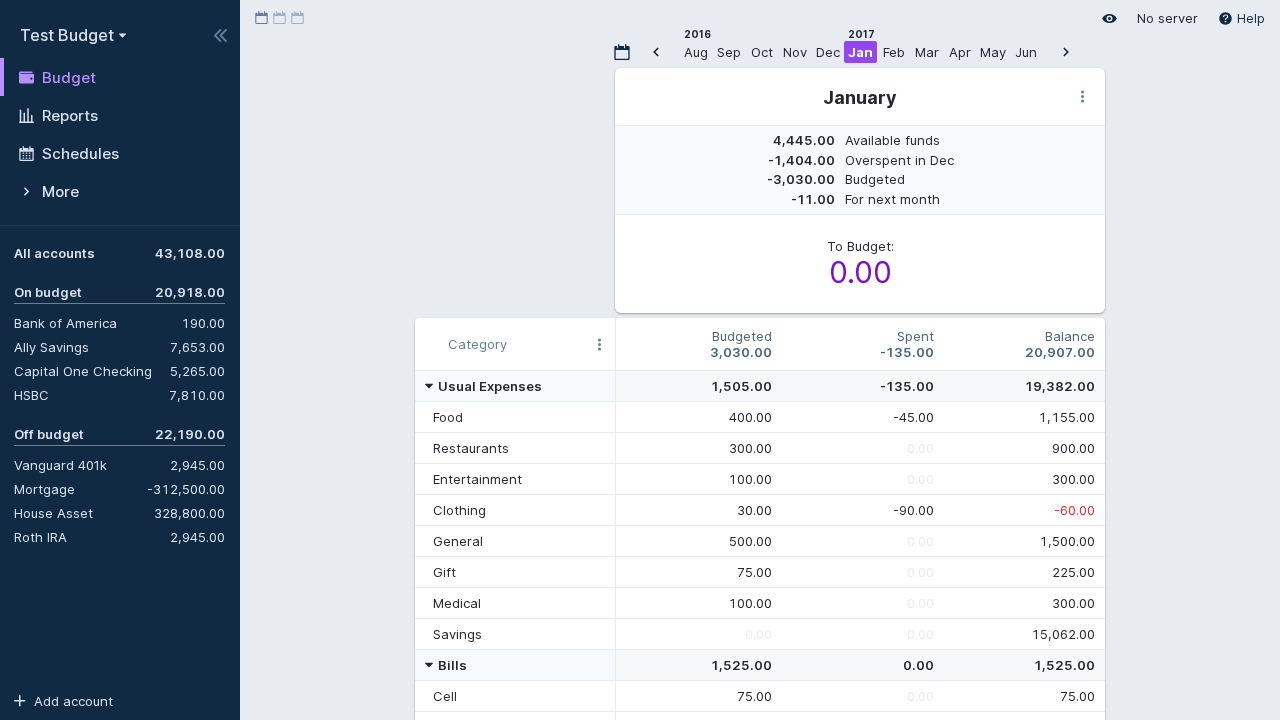 Test Budget
Budget
Reports
Schedules
More
All accounts 43,108.00
On budget 20,918.00
Bank of America 190.00
Ally Savings 7,653.00
Capital One Checking 5,265.00
HSBC 7,810.00
Off budget 22,190.00
Vanguard 401k 2,945.00
Mortgage -312,500.00
House Asset 328,800.00
Roth IRA 2,945.00
Add account
No server Help
2016 2017
Aug Sep Oct Nov Dec Jan Feb Mar Apr May Jun
January
4,445.00 Available funds
-1,404.00 Overspent in Dec
-3,030.00 Budgeted
-11.00 For next month
To Budget:
0.00
Category Budgeted Spent Balance
3,030.00 -135.00 20,907.00
Usual Expenses 1,505.00 -135.00 19,382.00
Food 400.00 -45.00 1,155.00
Restaurants 300.00 0.00 900.00
Entertainment 100.00 0.00 300.00
Clothing 30.00 -90.00 -60.00
General 500.00 0.00 1,500.00
Gift 75.00 0.00 225.00
Medical 100.00 0.00 300.00
Savings 0.00 0.00 15,062.00
Bills 1,525.00 0.00 1,525.00
Cell 75.00 0.00 75.00